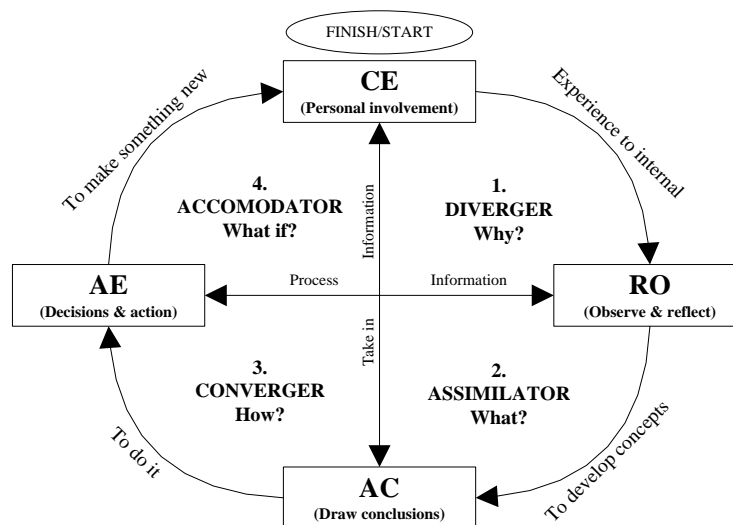 FINISH/START
CE
(Personal involvement)
To make something new
Experience to internal
4.
ACCOMODATOR
What if?
Information
1.
DIVERGER
Why?
AE
(Decisions & action)
Process
Information
RO
(Observe & reflect)
3.
CONVERGER
How?
Take in
2.
ASSIMILATOR
What?
To do it
To develop concepts
AC
(Draw conclusions)